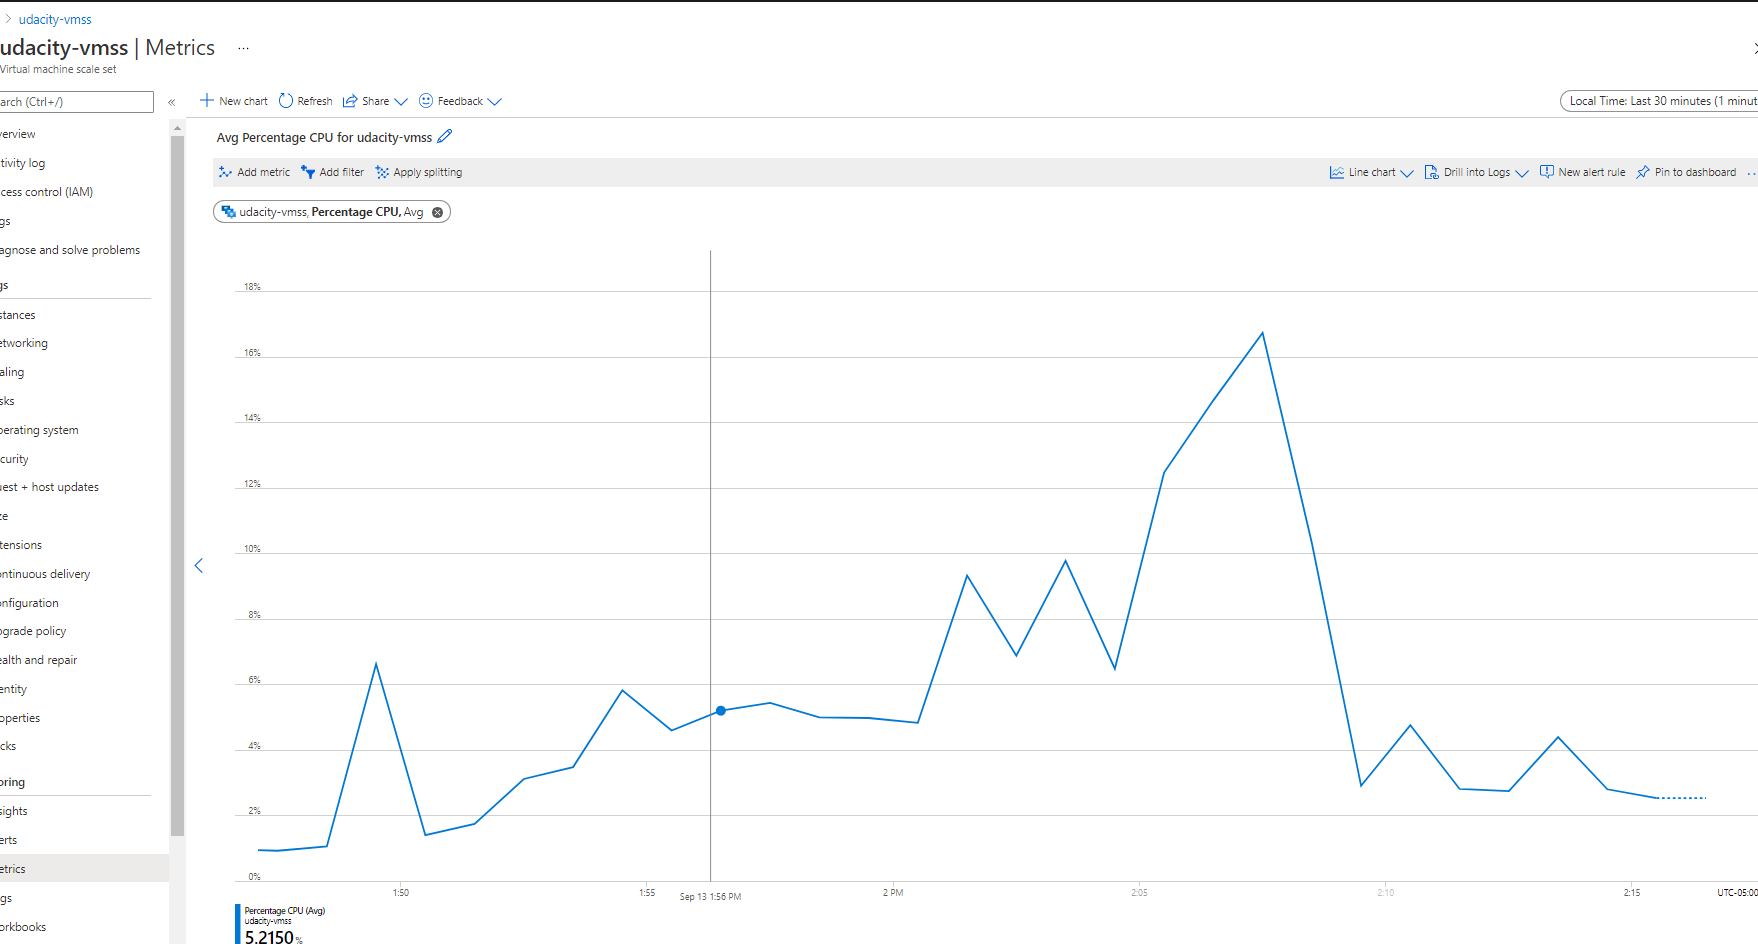 udacity-vmss
udacity-vmss | Metrics ...
Virtual machine scale set
arch (Ctrl+/)
«
New chart
Refresh
Share
Feedback
Local Time: Last 30 minutes (1 minut
verview
tivity log
cess control (IAM)
gs
agnose and solve problems
gs
stances
etworking
aling
sks
perating system
curity
uest + host updates
ze
tensions
ontinuous delivery
onfiguration
pgrade policy
ealth and repair
entity
operties
cks
oring
sights
erts
etrics
gs
orkbooks
Avg Percentage CPU for udacity-vmss
Add metric
Add filter
Apply splitting
Line chart
Drill into Logs
New alert rule
Pin to dashboard
udacity-vmss, Percentage CPU, Avg
18%
16%
14%
12%
10%
8%
6%
4%
2%
0%
1:50
1:55
Sep 13 1:56 PM
2 PM
2:05
2:10
2:15
UTC-05:00
Percentage CPU (Avg)
udacity-vmss
5.2150 %